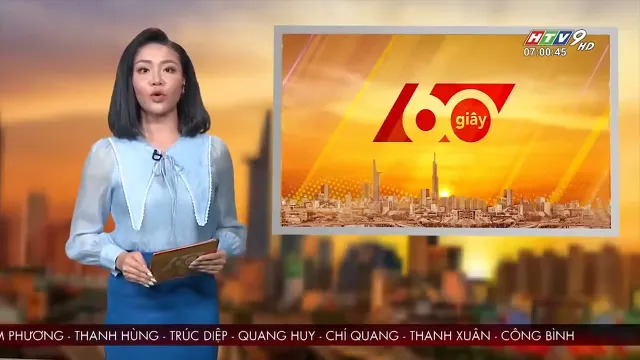 HTV9 HD
07:00:45
60 giây
M PHƯƠNG - THANH HÙNG - TRÚC DIỆP - QUANG HUY - CHÍ QUANG - THANH XUÂN - CÔNG BÌNH